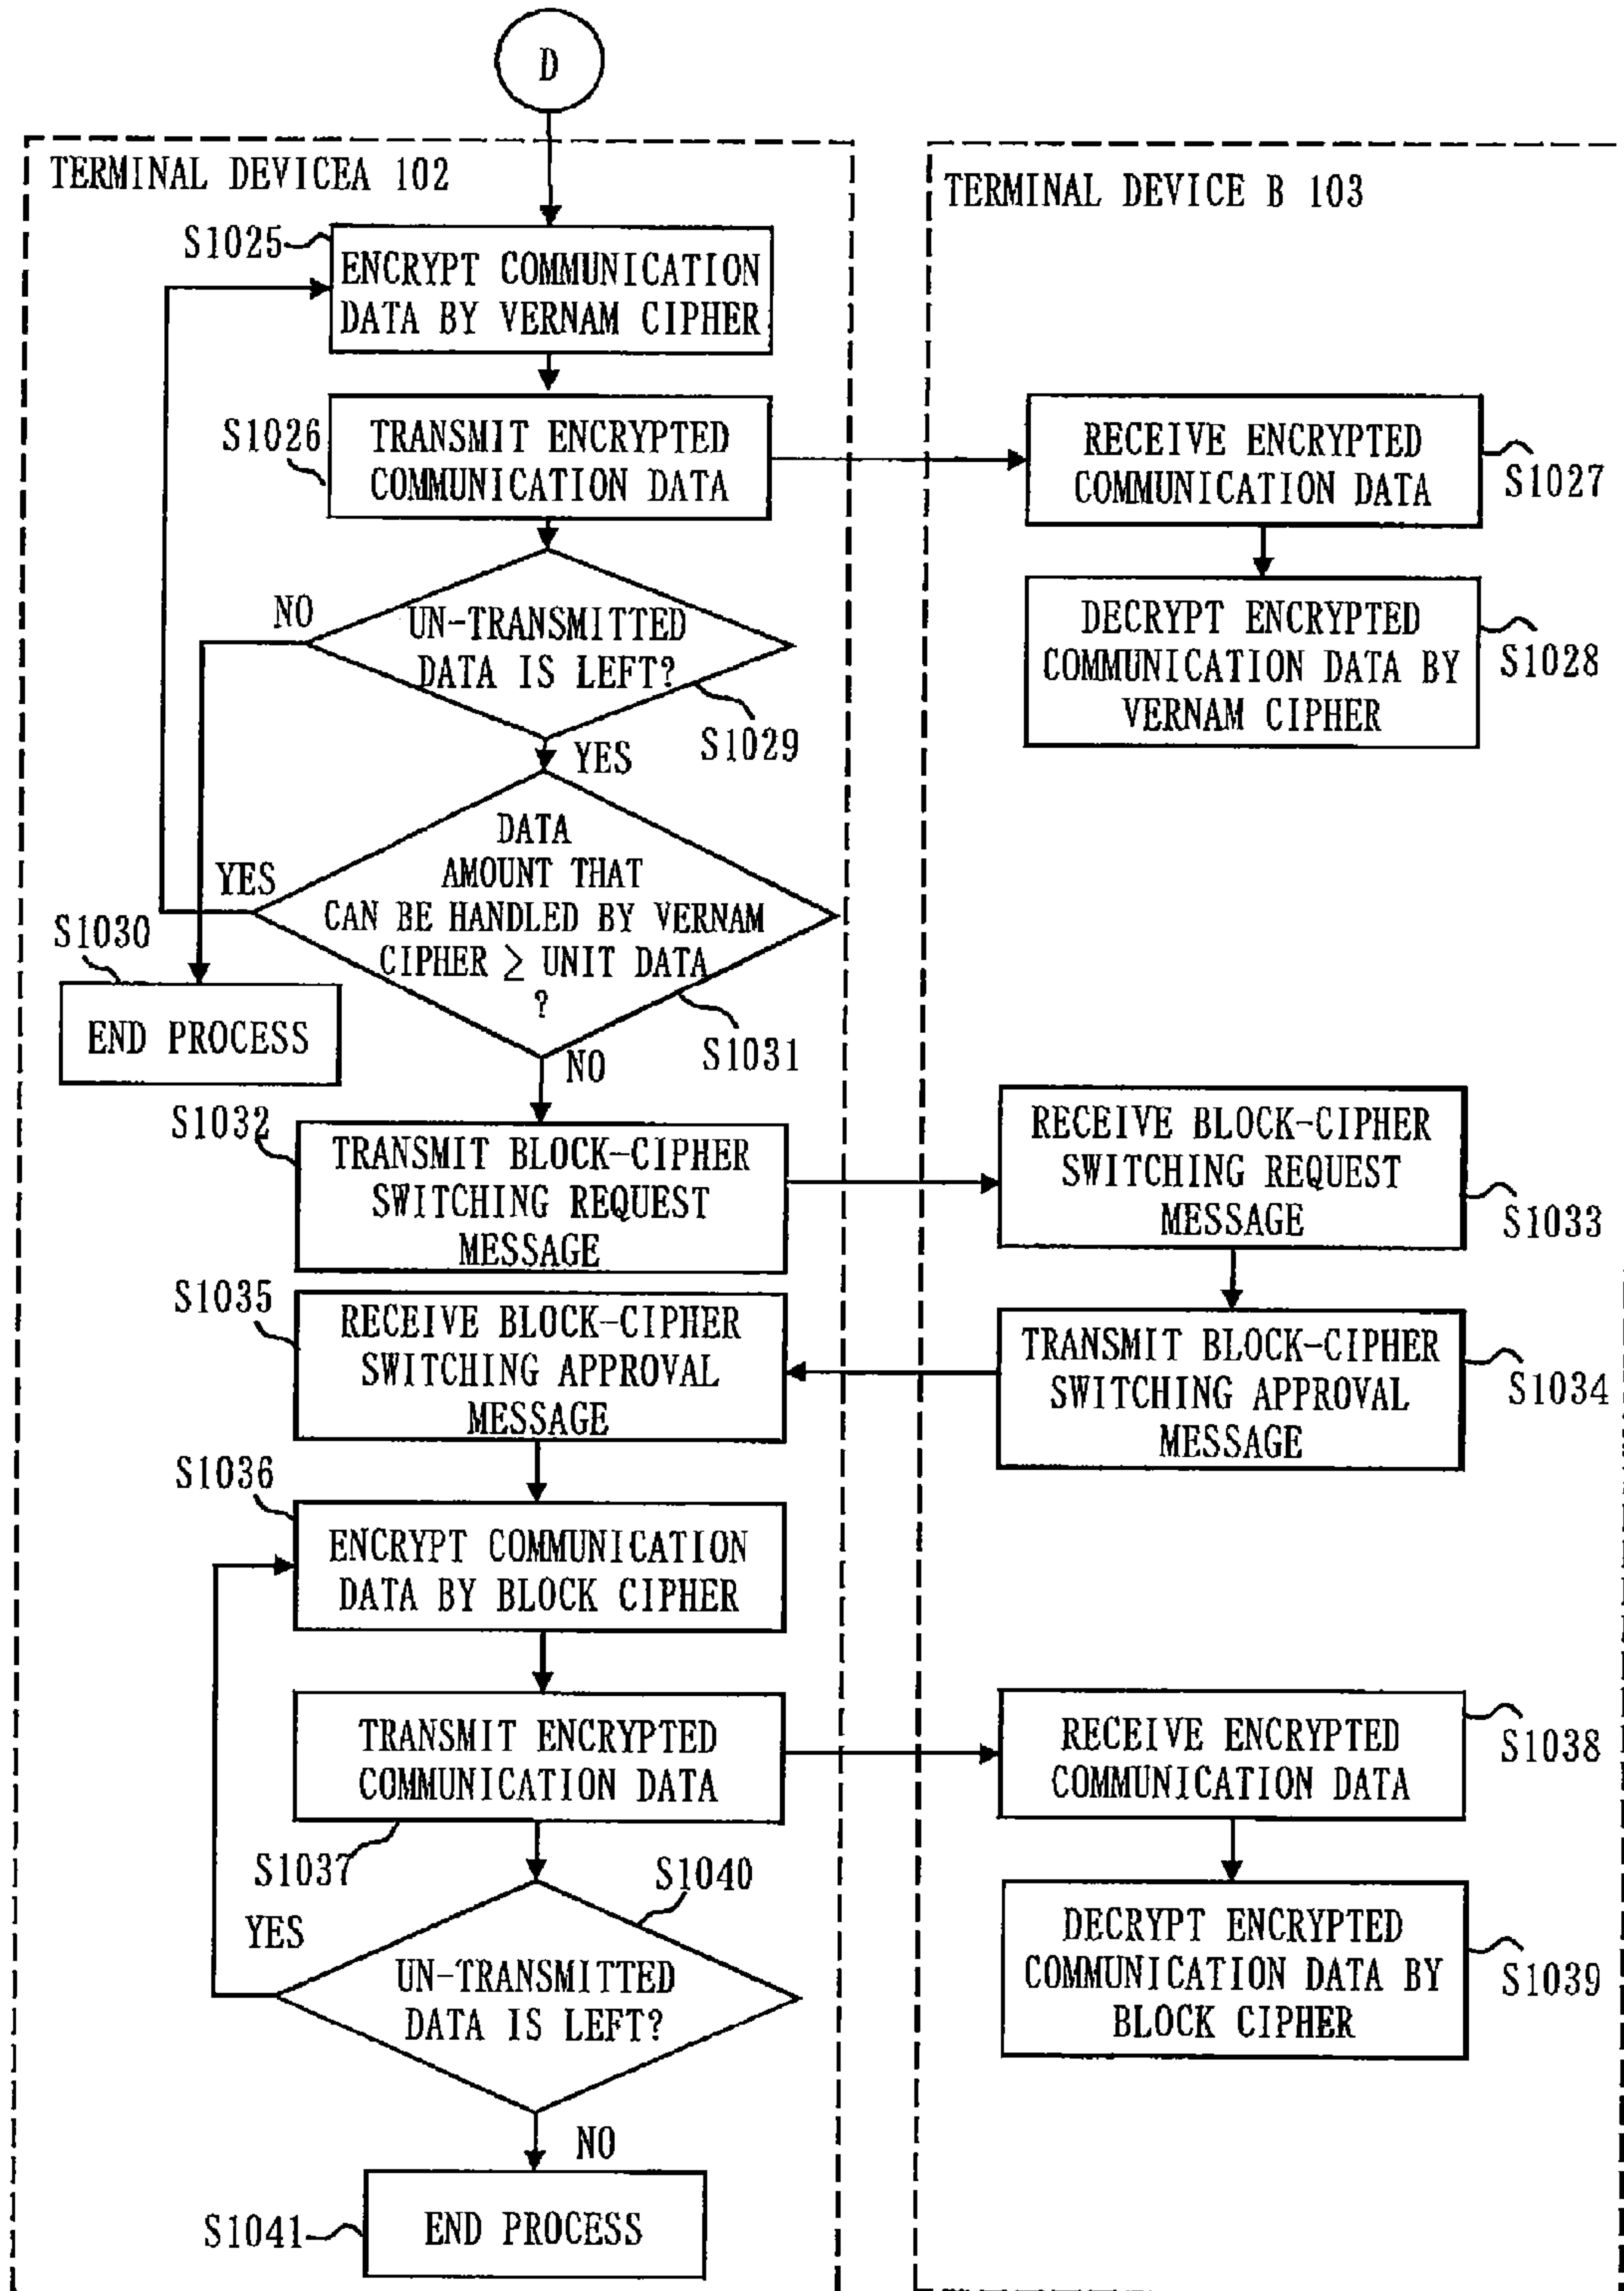 D
TERMINAL DEVICEA 102
TERMINAL DEVICE B 103
S1025
ENCRYPT COMMUNICATION
DATA BY VERNAM CIPHER
S1026
TRANSMIT ENCRYPTED
COMMUNICATION DATA
RECEIVE ENCRYPTED
COMMUNICATION DATA
S1027
DECRYPT ENCRYPTED
COMMUNICATION DATA BY
VERNAM CIPHER
S1028
NO
UN-TRANSMITTED
DATA IS LEFT?
S1029
YES
DATA
AMOUNT THAT
CAN BE HANDLED BY VERNAM
CIPHER ≥ UNIT DATA
?
YES
S1030
END PROCESS
S1031
NO
S1032
TRANSMIT BLOCK-CIPHER
SWITCHING REQUEST
MESSAGE
RECEIVE BLOCK-CIPHER
SWITCHING REQUEST
MESSAGE
S1033
S1035
RECEIVE BLOCK-CIPHER
SWITCHING APPROVAL
MESSAGE
TRANSMIT BLOCK-CIPHER
SWITCHING APPROVAL
MESSAGE
S1034
S1036
ENCRYPT COMMUNICATION
DATA BY BLOCK CIPHER
TRANSMIT ENCRYPTED
COMMUNICATION DATA
S1037
RECEIVE ENCRYPTED
COMMUNICATION DATA
S1038
S1040
YES
UN-TRANSMITTED
DATA IS LEFT?
DECRYPT ENCRYPTED
COMMUNICATION DATA BY
BLOCK CIPHER
S1039
NO
S1041
END PROCESS